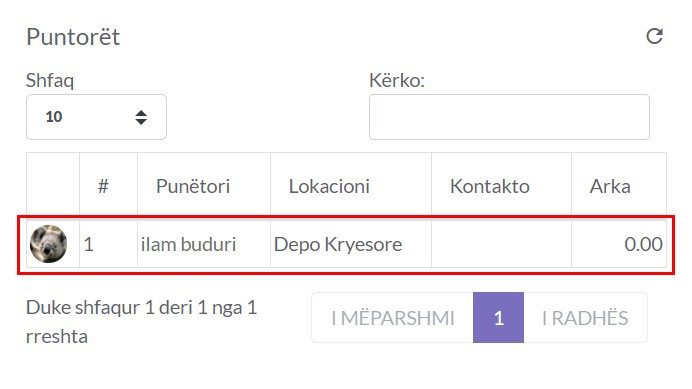 Puntorët
Shfaq
Kërko:
10
# Punëtori Lokacioni Kontakto Arka
1 ilam buduri Depo Kryesore 0.00
Duke shfaqur 1 deri 1 nga 1
rreshta
I MËPARSHMI 1 I RADHËS